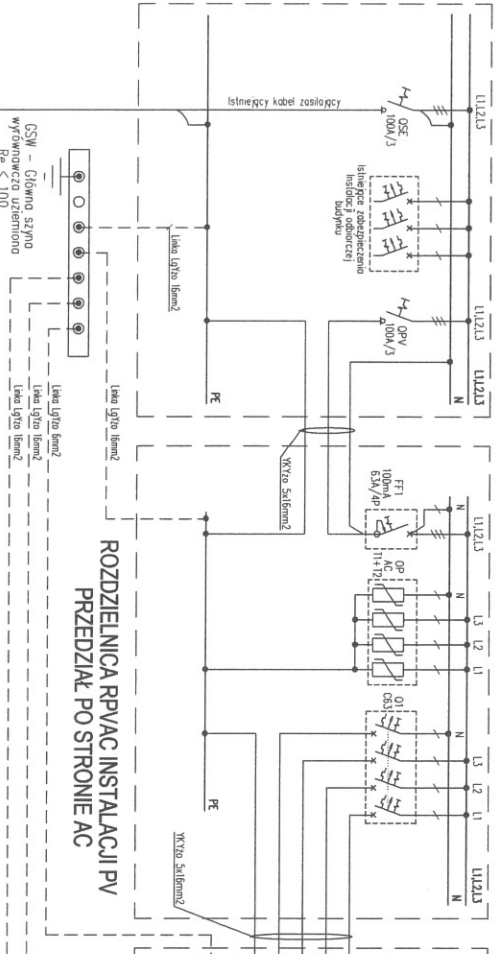 L1,L2,L3
QSE
100A/3
Istniejący kabel zasilający
Istniejące zabezpieczenia
Instalacji odbiorczej
budynku
L1,L2,L3
QPV
100A/3
L1,L2,L3
N
PE
Linka LgYżo 16mm2
GSW - Główna szyna
wyrównawcza uziemiona
Linka LgYżo 16mm2
Linka LgYżo 6mm2
Linka LgYżo 16mm2
Linka LgYżo 16mm2
YKYżo 5x16mm2
N
L1,L2,L3
FF1
100mA
63A/4P
N
L3
L2
L1
OP
AC
T1+T2
N
L3
L2
L1
Q1
C63
L1,L2,L3
N
PE
YKYżo 5x16mm2
ROZDZIELNICA RPVAC INSTALACJI PV
PRZEDZIAŁ PO STRONIE AC